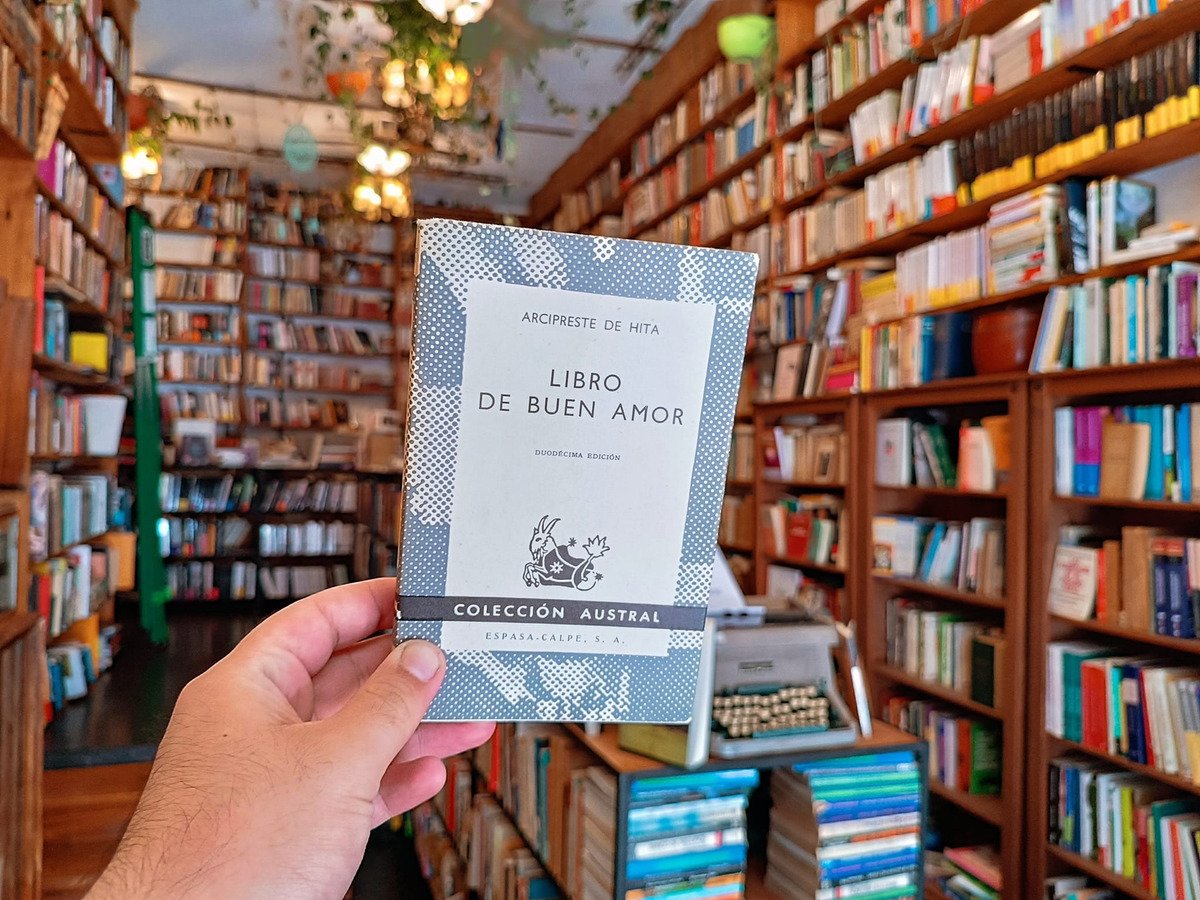 ARCIPRESTE DE HITA
LIBRO
DE BUEN AMOR
DUODÉCIMA EDICIÓN
COLECCIÓN AUSTRAL
ESPASA-CALPE, S. A.